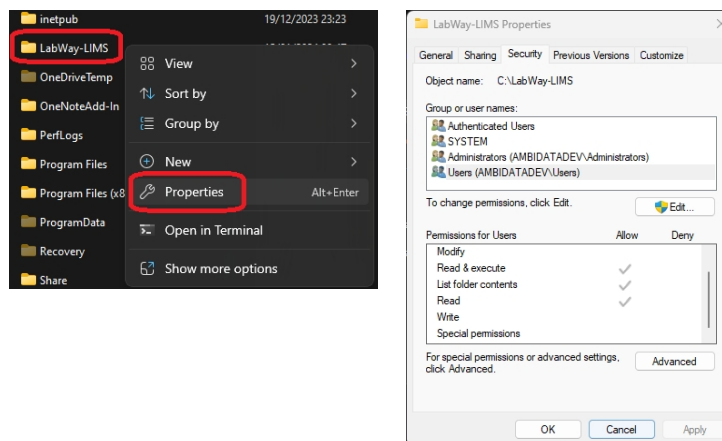 inetpub 19/12/2023 23:23
LabWay-LIMS
OneDriveTemp
OneNoteAdd-In
PerfLogs
Program Files
Program Files (x8
ProgramData
Recovery
Share
View
Sort by
Group by
New
Properties Alt+Enter
Open in Terminal
Show more options
LabWay-LIMS Properties
General Sharing Security Previous Versions Customize
Object name: C:\LabWay-LIMS
Group or user names:
Authenticated Users
SYSTEM
Administrators (AMBIDATADEV\Administrators)
Users (AMBIDATADEV\Users)
To change permissions, click Edit. Edit...
Permissions for Users Allow Deny
Modify
Read & execute
List folder contents
Read
Write
Special permissions
For special permissions or advanced settings,
click Advanced. Advanced
OK Cancel Apply